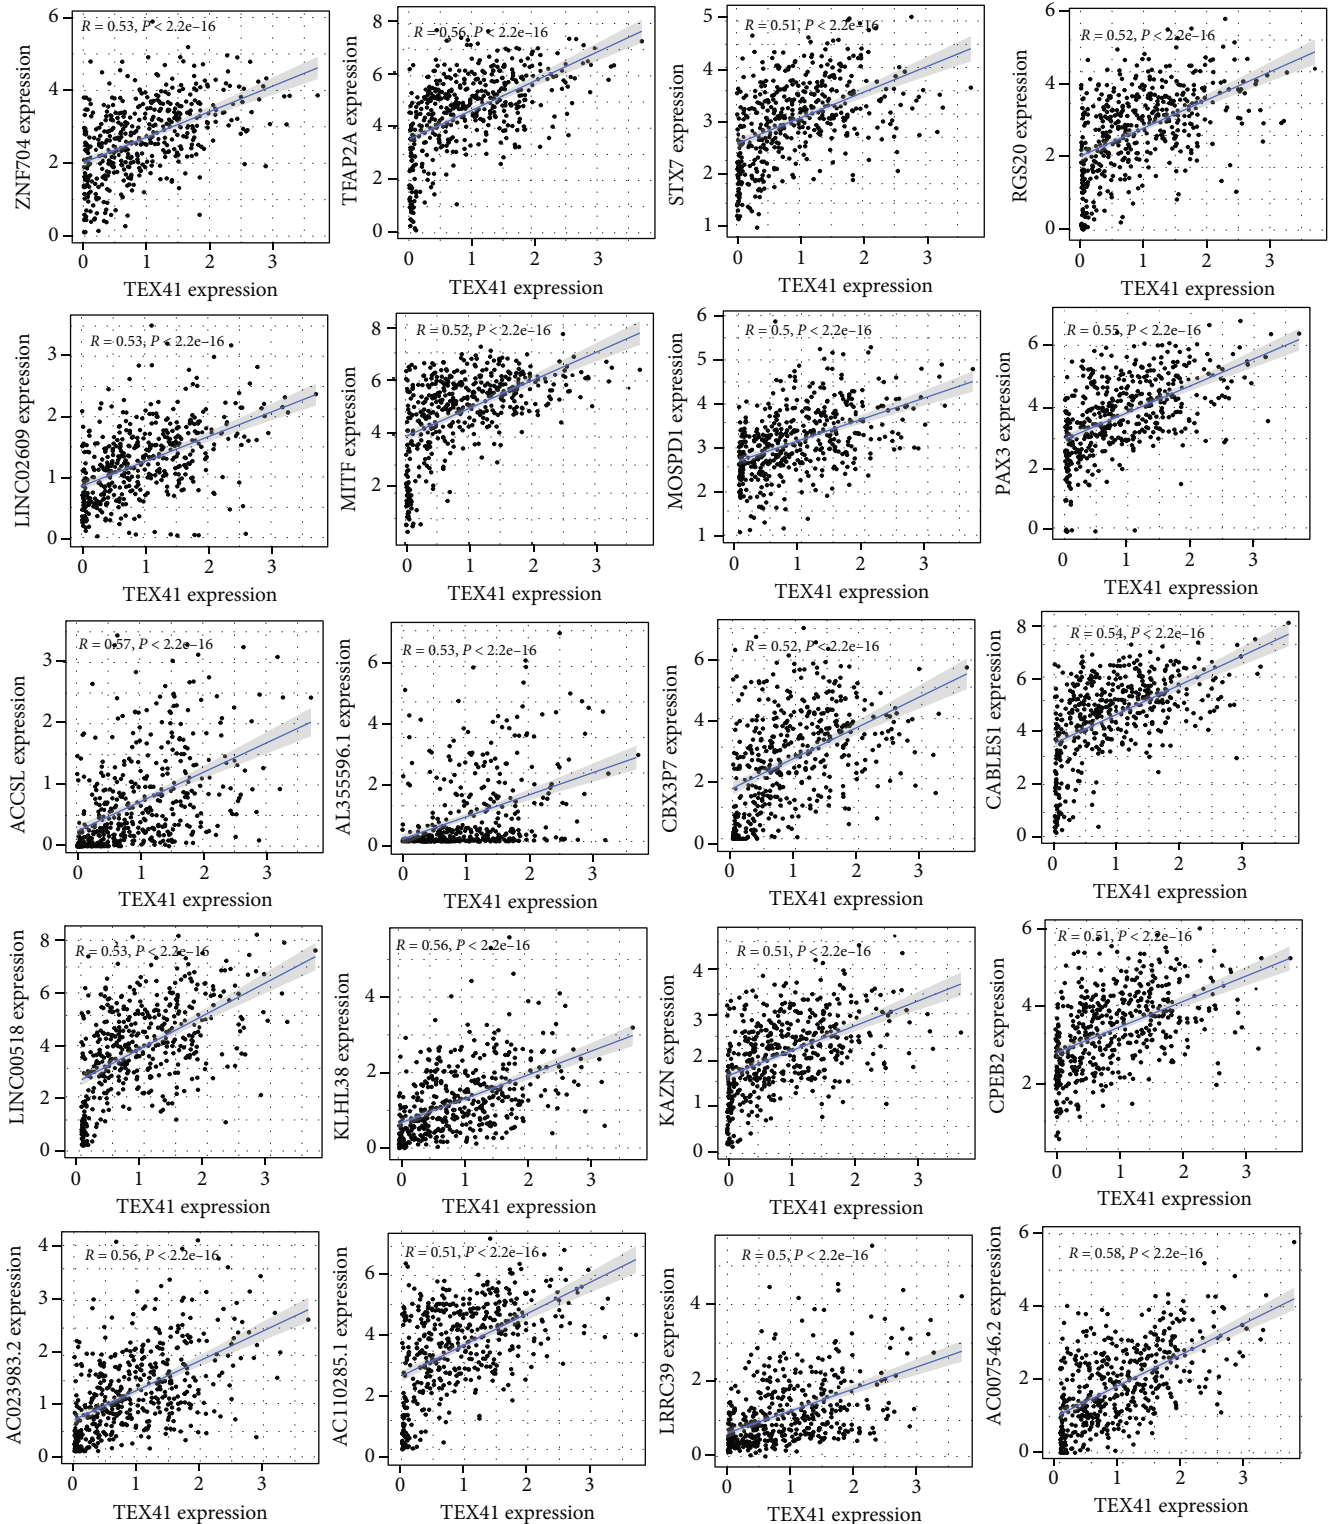 R = 0.53, P < 2.2e−16
ZNF704 expression
6
4
2
0
0 1 2 3
TEX41 expression
R = 0.56, P < 2.2e−16
TFAP2A expression
8
6
4
2
0
0 1 2 3
TEX41 expression
R = 0.51, P < 2.2e−16
STX7 expression
5
4
3
2
1
0 1 2 3
TEX41 expression
R = 0.52, P < 2.2e−16
RGS20 expression
6
4
2
0
0 1 2 3
TEX41 expression
R = 0.53, P < 2.2e−16
LINC02609 expression
3
2
1
0
0 1 2 3
TEX41 expression
R = 0.52, P < 2.2e−16
MITF expression
8
6
4
2
0 1 2 3
TEX41 expression
R = 0.5, P < 2.2e−16
MOSPD1 expression
6
5
4
3
2
1
0 1 2 3
TEX41 expression
R = 0.55, P < 2.2e−16
PAX3 expression
6
4
2
0
0 1 2 3
TEX41 expression
R = 0.57, P < 2.2e−16
ACCSL expression
3
2
1
0
0 1 2 3
TEX41 expression
R = 0.53, P < 2.2e−16
AL355596.1 expression
6
4
2
0
0 1 2 3
TEX41 expression
R = 0.52, P < 2.2e−16
CBX3P7 expression
6
4
2
0
0 1 2 3
TEX41 expression
R = 0.54, P < 2.2e−16
CABLES1 expression
8
6
4
2
0
0 1 2 3
TEX41 expression
R = 0.53, P < 2.2e−16
LINC00518 expression
8
6
4
2
0
0 1 2 3
TEX41 expression
R = 0.56, P < 2.2e−16
KLHL38 expression
4
2
0
0 1 2 3
TEX41 expression
R = 0.51, P < 2.2e−16
KAZN expression
4
3
2
1
0
0 1 2 3
TEX41 expression
R = 0.51, P < 2.2e−16
CPEB2 expression
6
4
2
0 1 2 3
TEX41 expression
R = 0.56, P < 2.2e−16
AC023983.2 expression
4
3
2
1
0
0 1 2 3
TEX41 expression
R = 0.51, P < 2.2e−16
AC110285.1 expression
6
4
2
0
0 1 2 3
TEX41 expression
R = 0.5, P < 2.2e−16
LRRC39 expression
4
2
0
0 1 2 3
TEX41 expression
R = 0.58, P < 2.2e−16
AC007546.2 expression
6
4
2
0
0 1 2 3
TEX41 expression